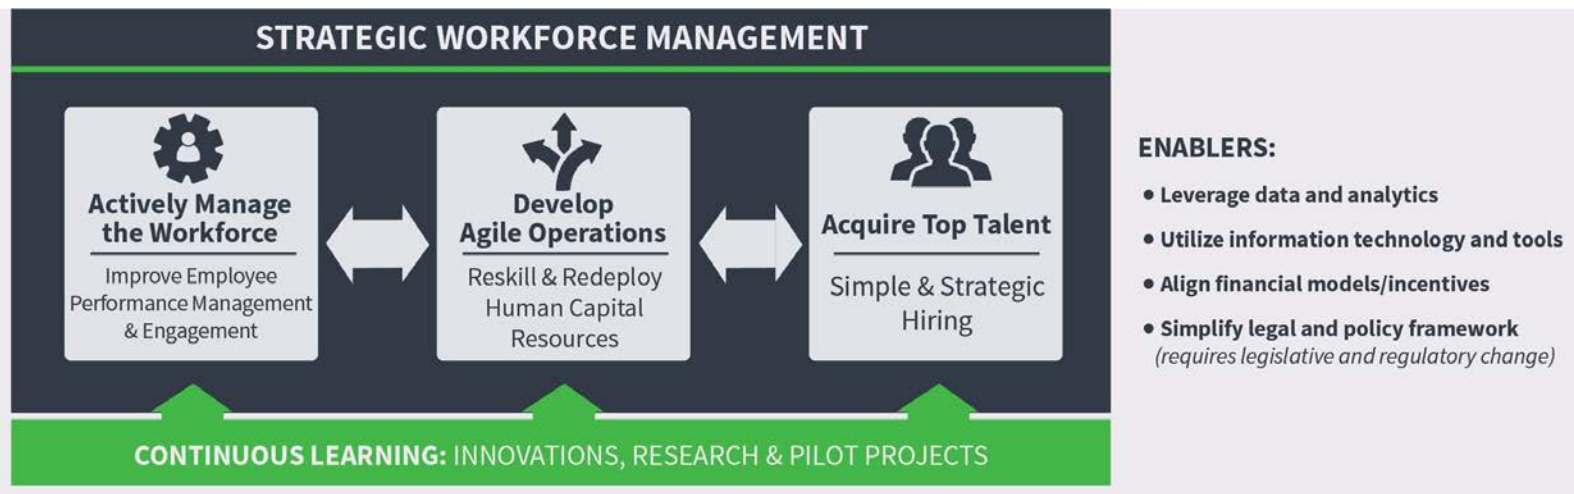 STRATEGIC WORKFORCE MANAGEMENT
Actively Manage
the Workforce
Improve Employee
Performance Management
& Engagement
Develop
Agile Operations
Reskill & Redeploy
Human Capital
Resources
Acquire Top Talent
Simple & Strategic
Hiring
CONTINUOUS LEARNING: INNOVATIONS, RESEARCH & PILOT PROJECTS
ENABLERS:
• Leverage data and analytics
• Utilize information technology and tools
• Align financial models/incentives
• Simplify legal and policy framework
(requires legislative and regulatory change)